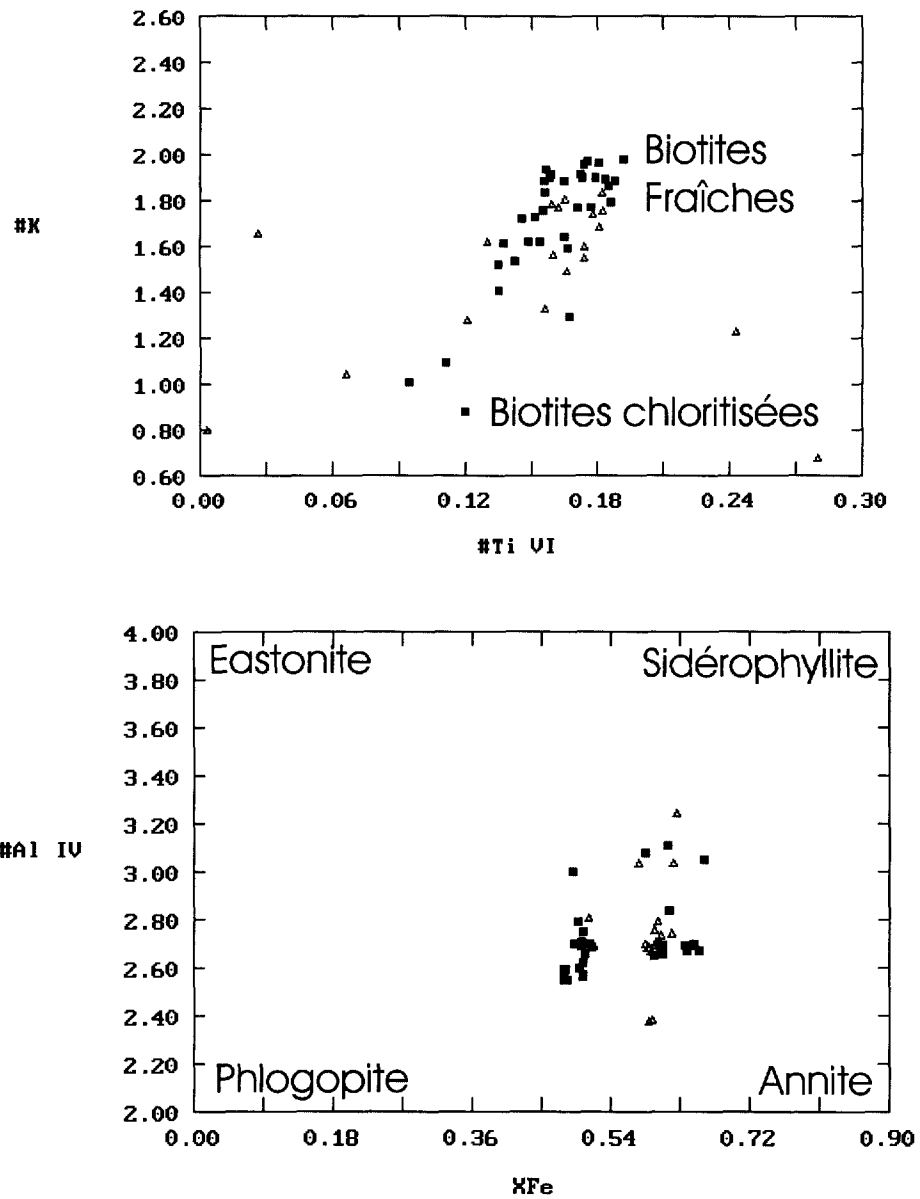 2.60
2.40
2.20
2.00
Biotites
1.80
Fraîches
#K
1.60
1.40
1.20
1.00
Biotites chloritisées
0.80
0.60
0.00 0.06 0.12 0.18 0.24 0.30
#Ti VI
4.00
Eastonite Sidérophyllite
3.80
3.60
3.40
3.20
#Al IV
3.00
2.80
2.60
2.40
2.20
Phlogopite Annite
2.00
0.00 0.18 0.36 0.54 0.72 0.90
XFe